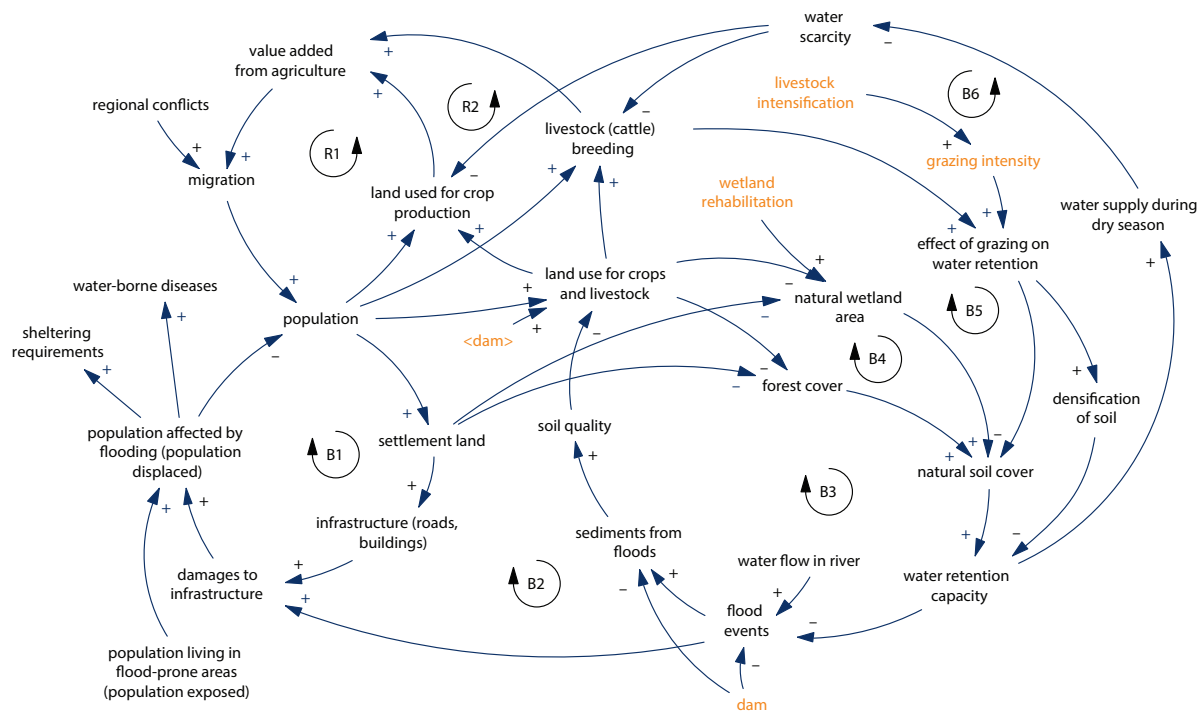 water
scarcity
value added
from agriculture
+
−
livestock
intensification
B6
regional conflicts
+
R2
−
livestock (cattle)
breeding
R1
+
+
+
migration
−
+
grazing intensity
land used for crop
production
+
+
wetland
rehabilitation
+
+
water supply during
dry season
+
+
effect of grazing on
water retention
+
+
water-borne diseases
+
land use for crops
and livestock
+
−
natural wetland
area
B5
−
+
population
+
−
sheltering
requirements
<dam>
+
−
B4
+
−
−
−
forest cover
+
densification
of soil
+
soil quality
−
population affected by
flooding (population
displaced)
B1
settlement land
+
+
+
natural soil cover
+
+
+
B3
infrastructure (roads,
buildings)
sediments from
floods
+
−
+
damages to
infrastructure
+
B2
−
+
water flow in river
+
water retention
capacity
flood
events
−
population living in
flood-prone areas
(population exposed)
−
dam